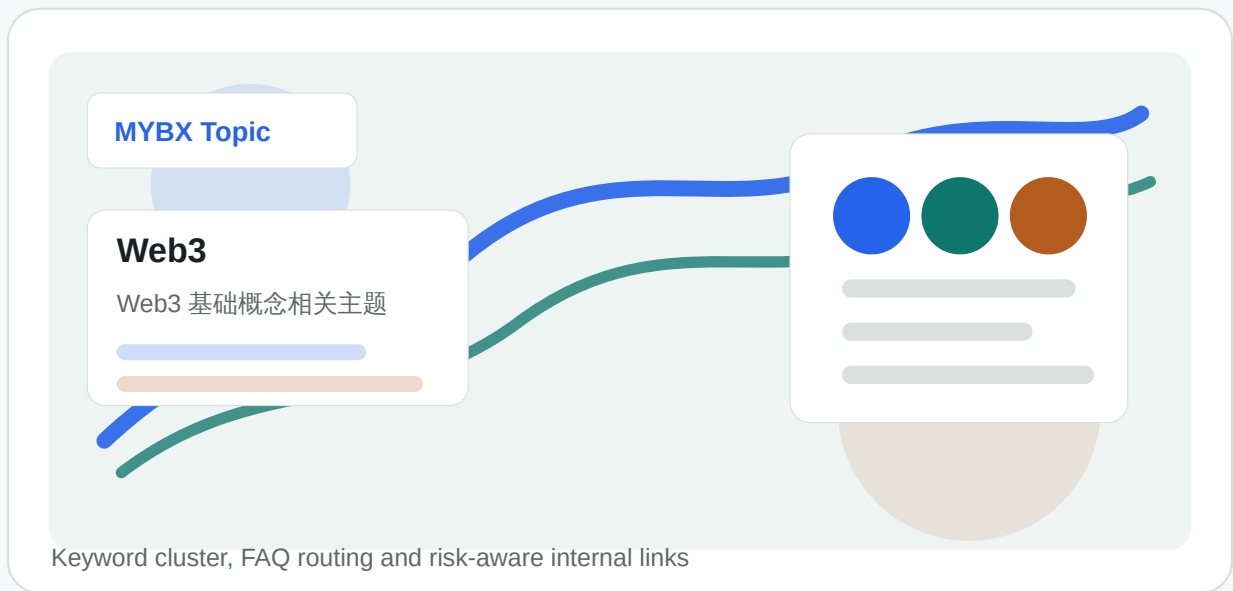 MYBX Topic
Web3
Web3 基础概念相关主题
Keyword cluster, FAQ routing and risk-aware internal links